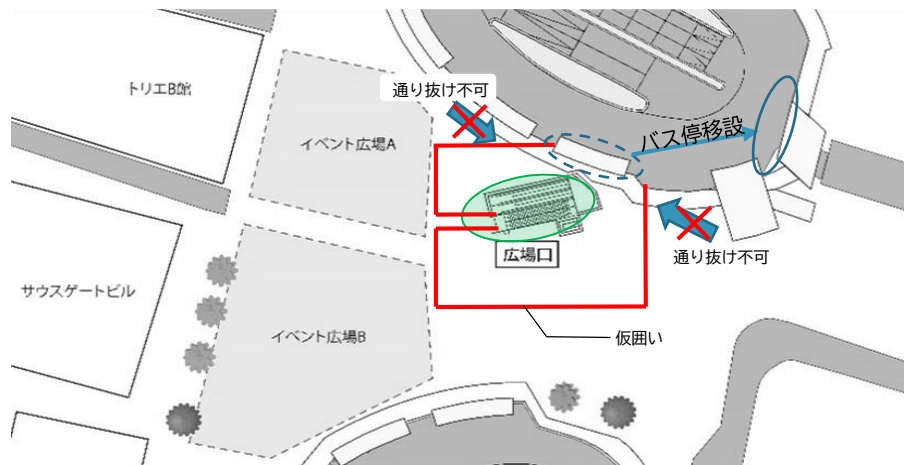 トリエB館
通り抜け不可
イベント広場A
バス停移設
広場口
通り抜け不可
サウスゲートビル
イベント広場B
仮囲い